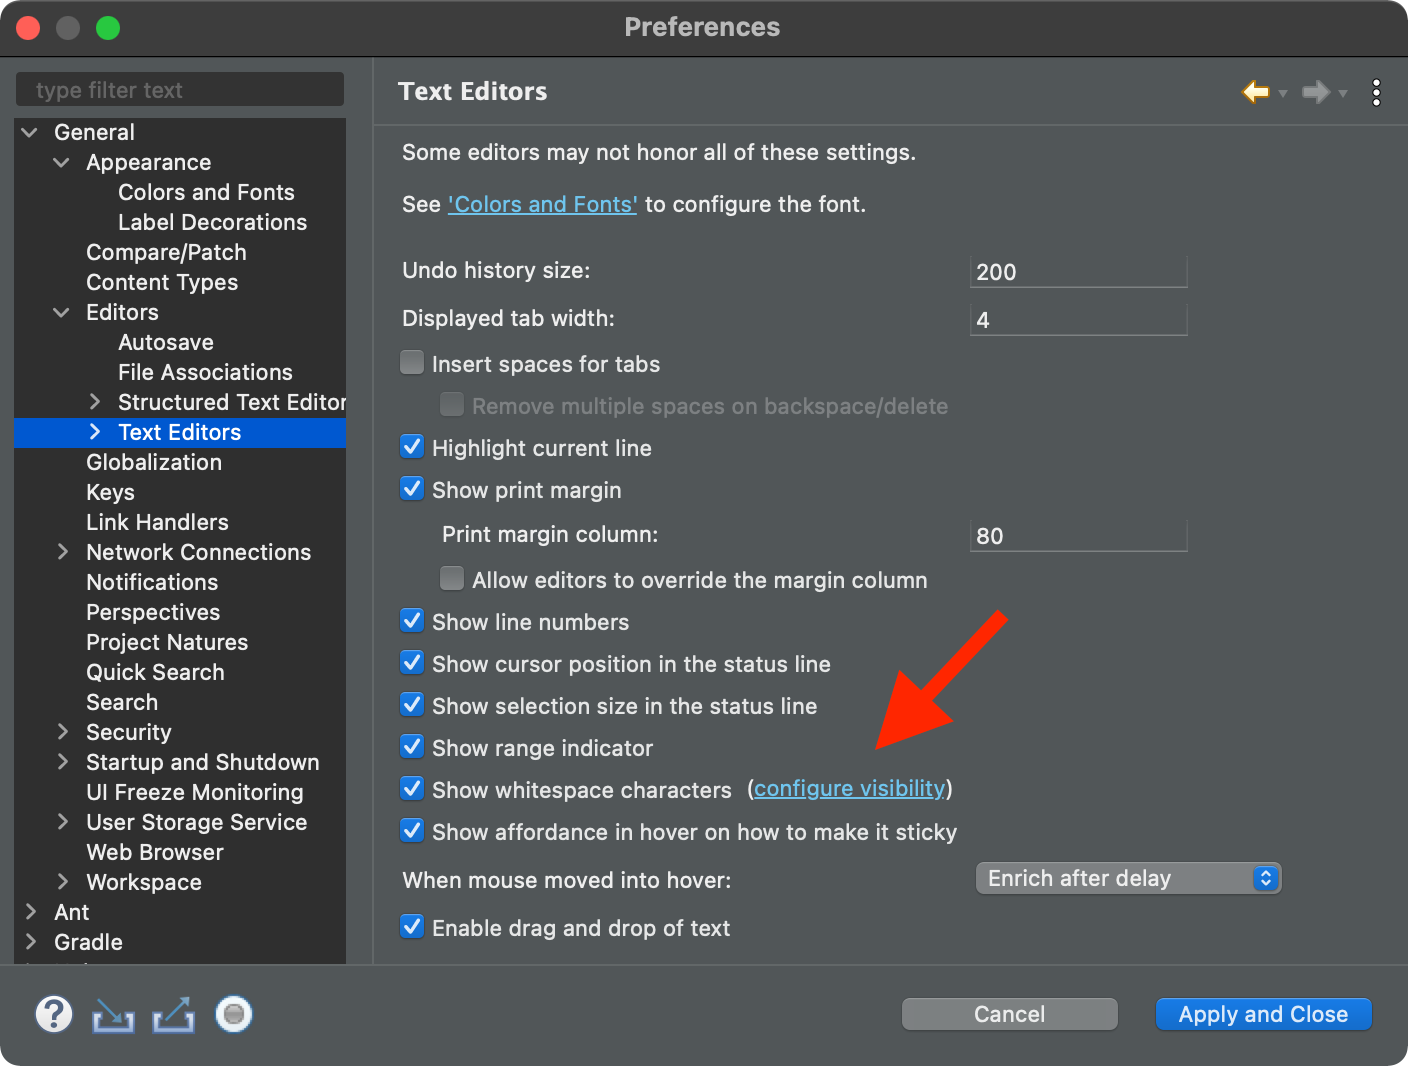 Preferences
type filter text
General
Appearance
Colors and Fonts
Label Decorations
Compare/Patch
Content Types
Editors
Autosave
File Associations
Structured Text Editor
Text Editors
Globalization
Keys
Link Handlers
Network Connections
Notifications
Perspectives
Project Natures
Quick Search
Search
Security
Startup and Shutdown
UI Freeze Monitoring
User Storage Service
Web Browser
Workspace
Ant
Gradle
Text Editors
Some editors may not honor all of these settings.
See 'Colors and Fonts' to configure the font.
Undo history size: 200
Displayed tab width: 4
Insert spaces for tabs
Remove multiple spaces on backspace/delete
Highlight current line
Show print margin
Print margin column: 80
Allow editors to override the margin column
Show line numbers
Show cursor position in the status line
Show selection size in the status line
Show range indicator
Show whitespace characters (configure visibility)
Show affordance in hover on how to make it sticky
When mouse moved into hover: Enrich after delay
Enable drag and drop of text
?
Cancel
Apply and Close